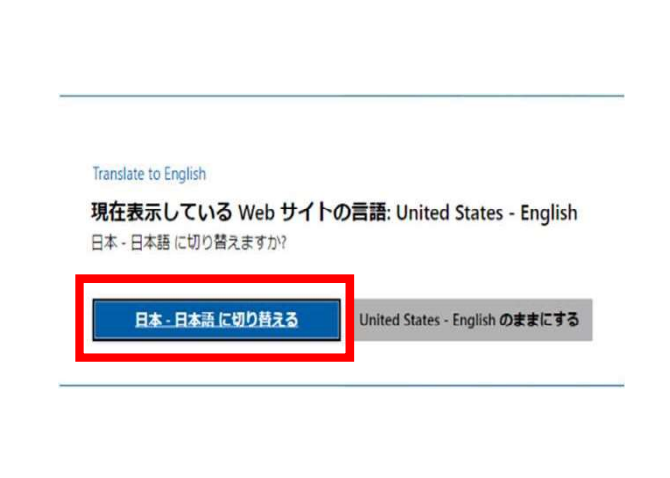 Translate to English
現在表示している Web サイトの言語: United States - English
日本 - 日本語 に切り替えますか?
日本 - 日本語 に切り替える
United States - English のままにする